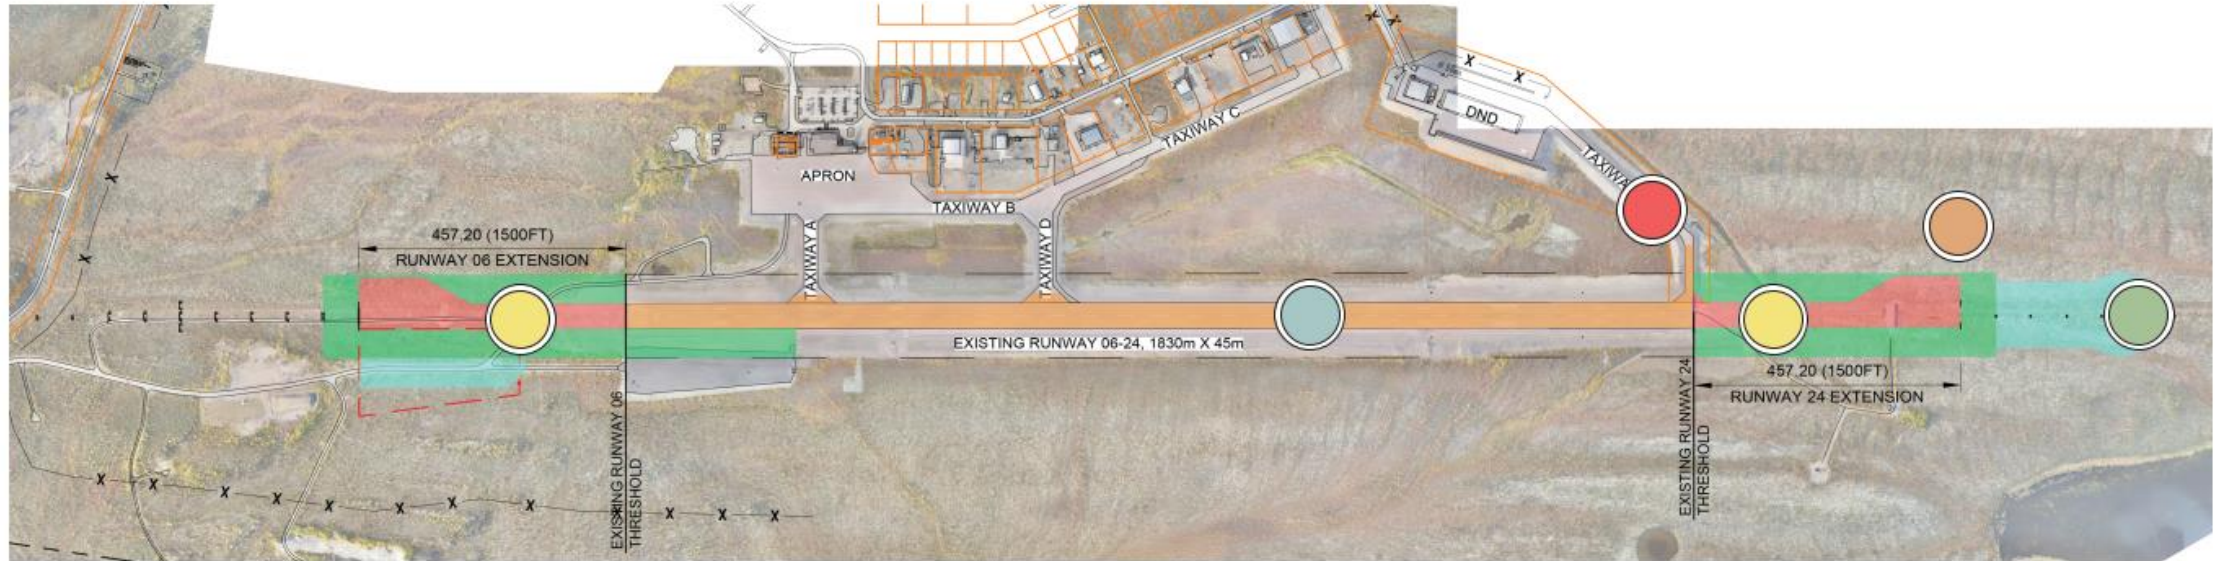 DND
TAXIWAY C
TAXIWA
APRON
TAXIWAY B
TAXIWAY A
TAXIWAY D
457.20 (1500FT)
RUNWAY 06 EXTENSION
EXISTING RUNWAY 06-24, 1830m X 45m
457.20 (1500FT)
RUNWAY 24 EXTENSION
EXISTING RUNWAY 06
THRESHOLD
EXISTING RUNWAY 24
THRESHOLD